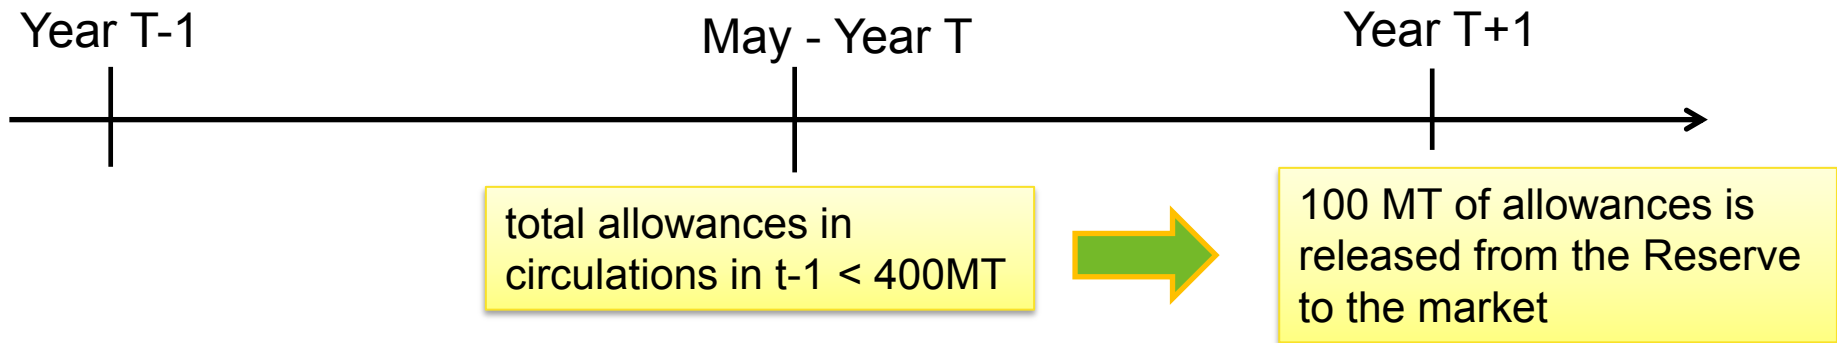 Year T-1
May - Year T
Year T+1
total allowances in
circulations in t-1 < 400MT
100 MT of allowances is
released from the Reserve
to the market